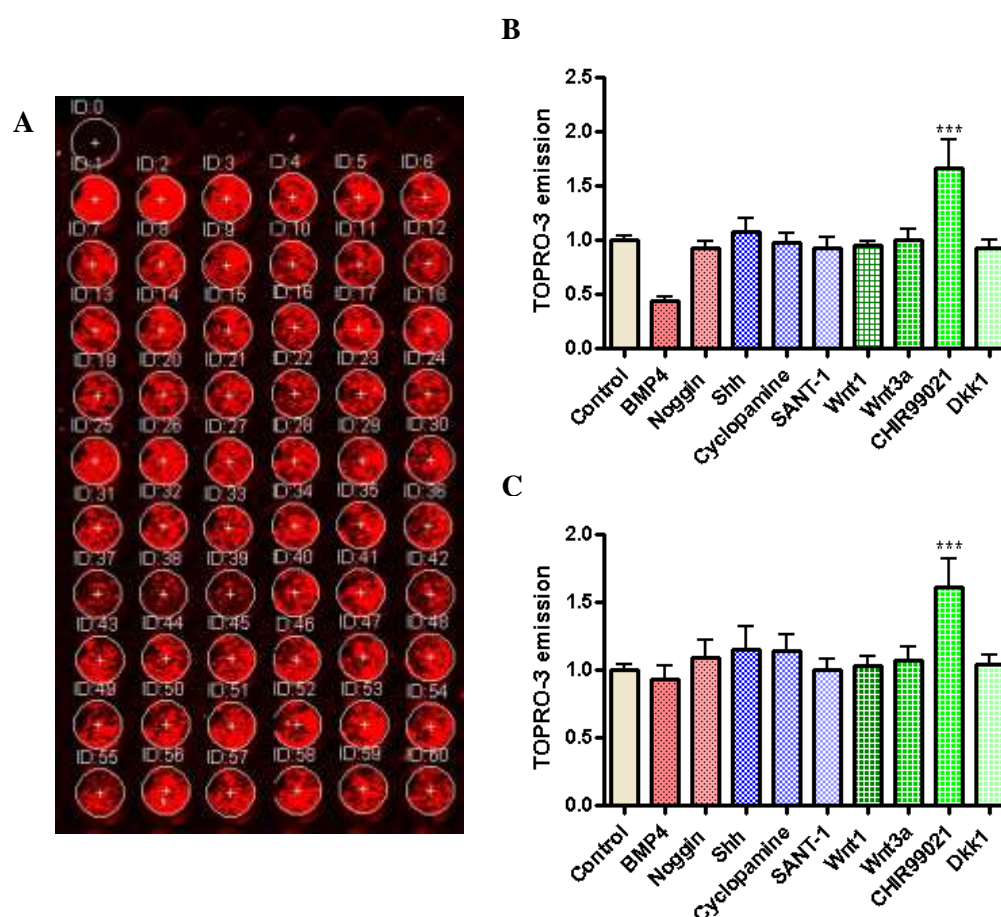 A
ID:0
ID:1 ID:2 ID:3 ID:4 ID:5 ID:6
ID:7 ID:8 ID:9 ID:10 ID:11 ID:12
ID:13 ID:14 ID:15 ID:16 ID:17 ID:18
ID:19 ID:20 ID:21 ID:22 ID:23 ID:24
ID:25 ID:26 ID:27 ID:28 ID:29 ID:30
ID:31 ID:32 ID:33 ID:34 ID:35 ID:36
ID:37 ID:38 ID:39 ID:40 ID:41 ID:42
ID:43 ID:44 ID:45 ID:46 ID:47 ID:48
ID:49 ID:50 ID:51 ID:52 ID:53 ID:54
ID:55 ID:56 ID:57 ID:58 ID:59 ID:60
B
TOPRO-3 emission
2.5
2.0
1.5
1.0
0.5
0.0
***
Control
BMP4
Noggin
Shh
Cyclopamine
SANT-1
Wnt1
Wnt3a
CHIR99021
Dkk1
C
TOPRO-3 emission
2.0
1.5
1.0
0.5
0.0
***
Control
BMP4
Noggin
Shh
Cyclopamine
SANT-1
Wnt1
Wnt3a
CHIR99021
Dkk1